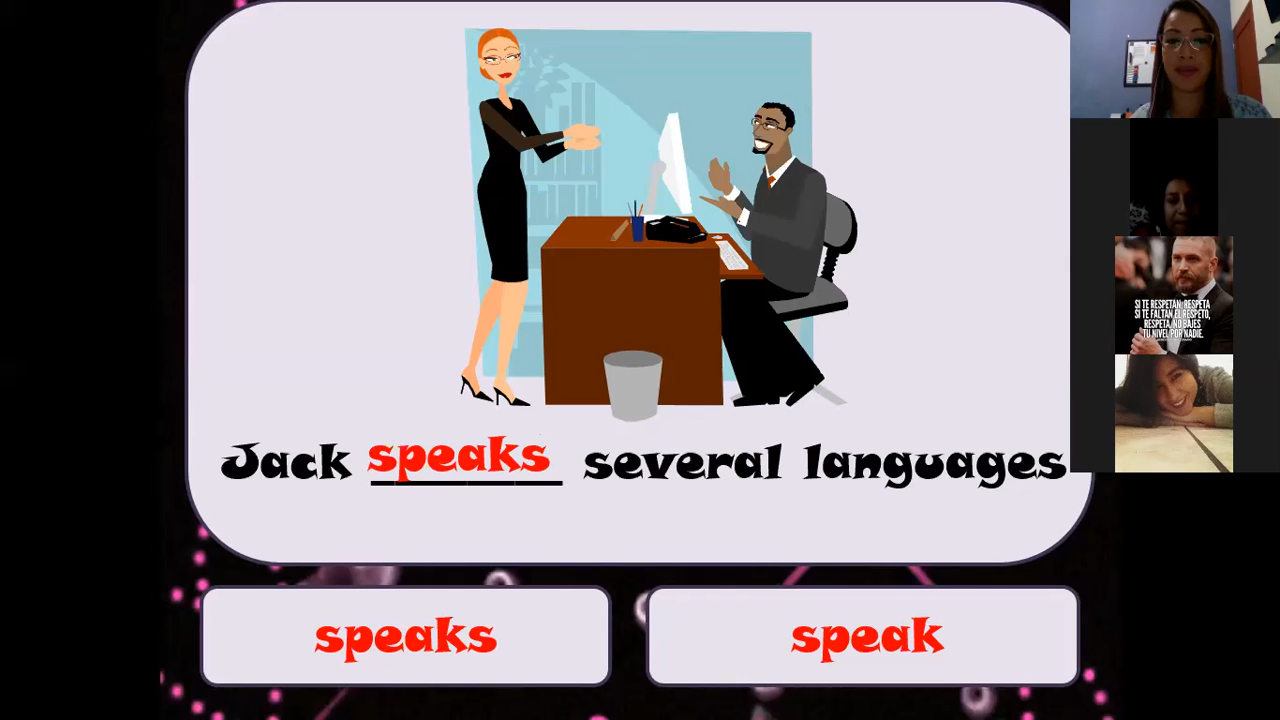 Jack speaks several languages
speaks
speak
SI TE RESPETAN, RESPETA
SI TE FALTAN EL RESPETO,
RESPETA, NO BAJES
TU NIVEL POR NADIE.